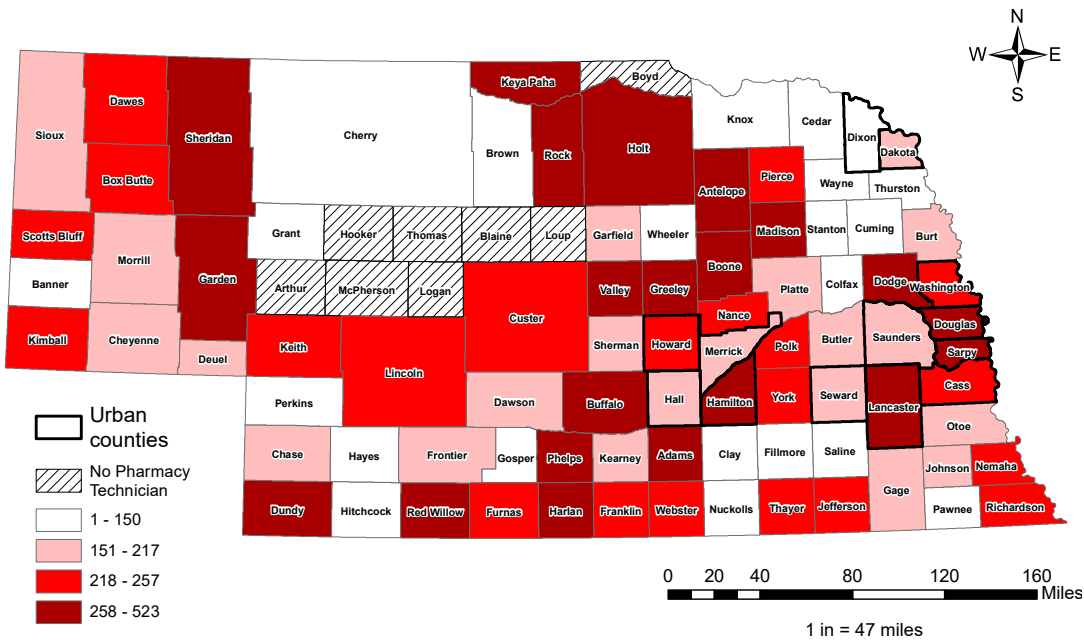 N
W E
S
Boyd
Keya Paha
Dawes
Knox
Cedar
Sioux
Cherry
Dixon
Sheridan
Holt
Brown
Rock
Dakota
Box Butte
Pierce
Wayne
Thurston
Antelope
Scotts Bluff
Grant
Hooker
Thomas
Blaine
Loup
Garfield
Wheeler
Madison
Stanton
Cuming
Burt
Morrill
Boone
Banner
Garden
Arthur
McPherson
Logan
Valley
Greeley
Platte
Colfax
Dodge
Washington
Custer
Nance
Douglas
Kimball
Cheyenne
Deuel
Keith
Sherman
Howard
Merrick
Polk
Butler
Saunders
Sarpy
Lincoln
Cass
Perkins
Dawson
Buffalo
Hall
Hamilton
York
Seward
Lancaster
Otoe
Chase
Hayes
Frontier
Gosper
Phelps
Kearney
Adams
Clay
Fillmore
Saline
Johnson
Nemaha
Gage
Dundy
Hitchcock
Red Willow
Furnas
Harlan
Franklin
Webster
Nuckolls
Thayer
Jefferson
Pawnee
Richardson
Urban
counties
No Pharmacy
Technician
1 - 150
151 - 217
218 - 257
258 - 523
0 20 40 80 120 160
Miles
1 in = 47 miles